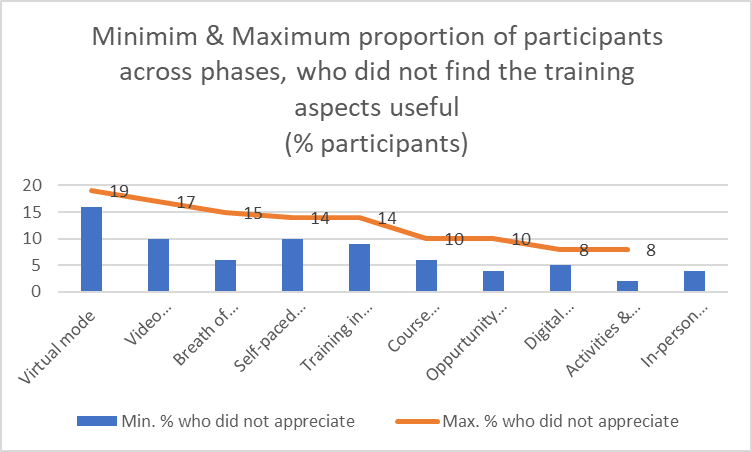 Minimim & Maximum proportion of participants
across phases, who did not find the training
aspects useful
(% participants)
20
15
10
5
0
19
17
15
14
14
10
10
8
8
Virtual mode
Video...
Breath of...
Self-paced...
Training in...
Course...
Oppurtunity...
Digital...
Activities &...
In-person...
Min. % who did not appreciate
Max. % who did not appreciate